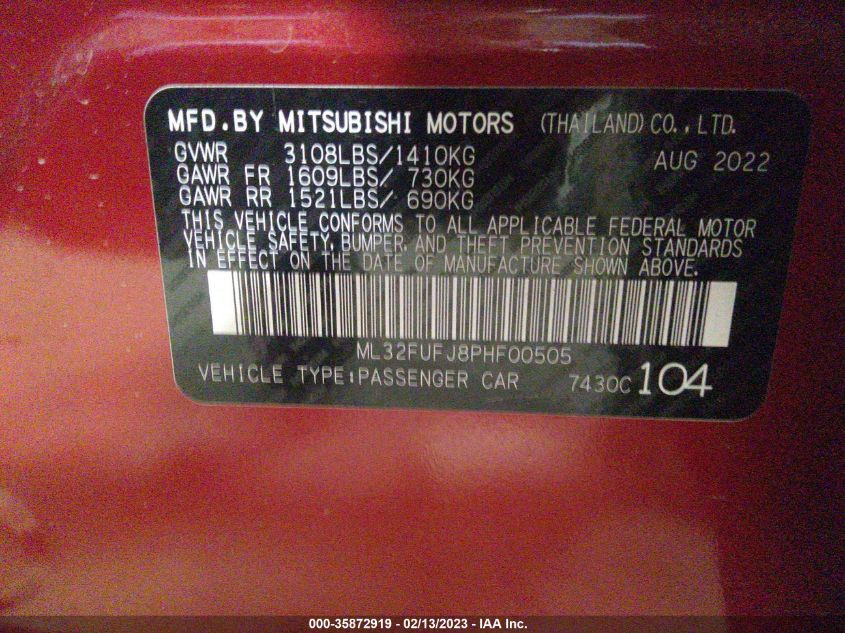 MFD.BY MITSUBISHI MOTORS (THAILAND) CO., LTD.
GVWR 3108LBS/1410KG AUG 2022
GAWR FR 1609LBS/ 730KG
GAWR RR 1521LBS/ 690KG
THIS VEHICLE CONFORMS TO ALL APPLICABLE FEDERAL MOTOR
VEHICLE SAFETY, BUMPER, AND THEFT PREVENTION STANDARDS
IN EFFECT ON THE DATE OF MANUFACTURE SHOWN ABOVE.
ML32FUFJ8PHF00505
VEHICLE TYPE:PASSENGER CAR 7430C 104
000-35872919 - 02/13/2023 - IAA Inc.